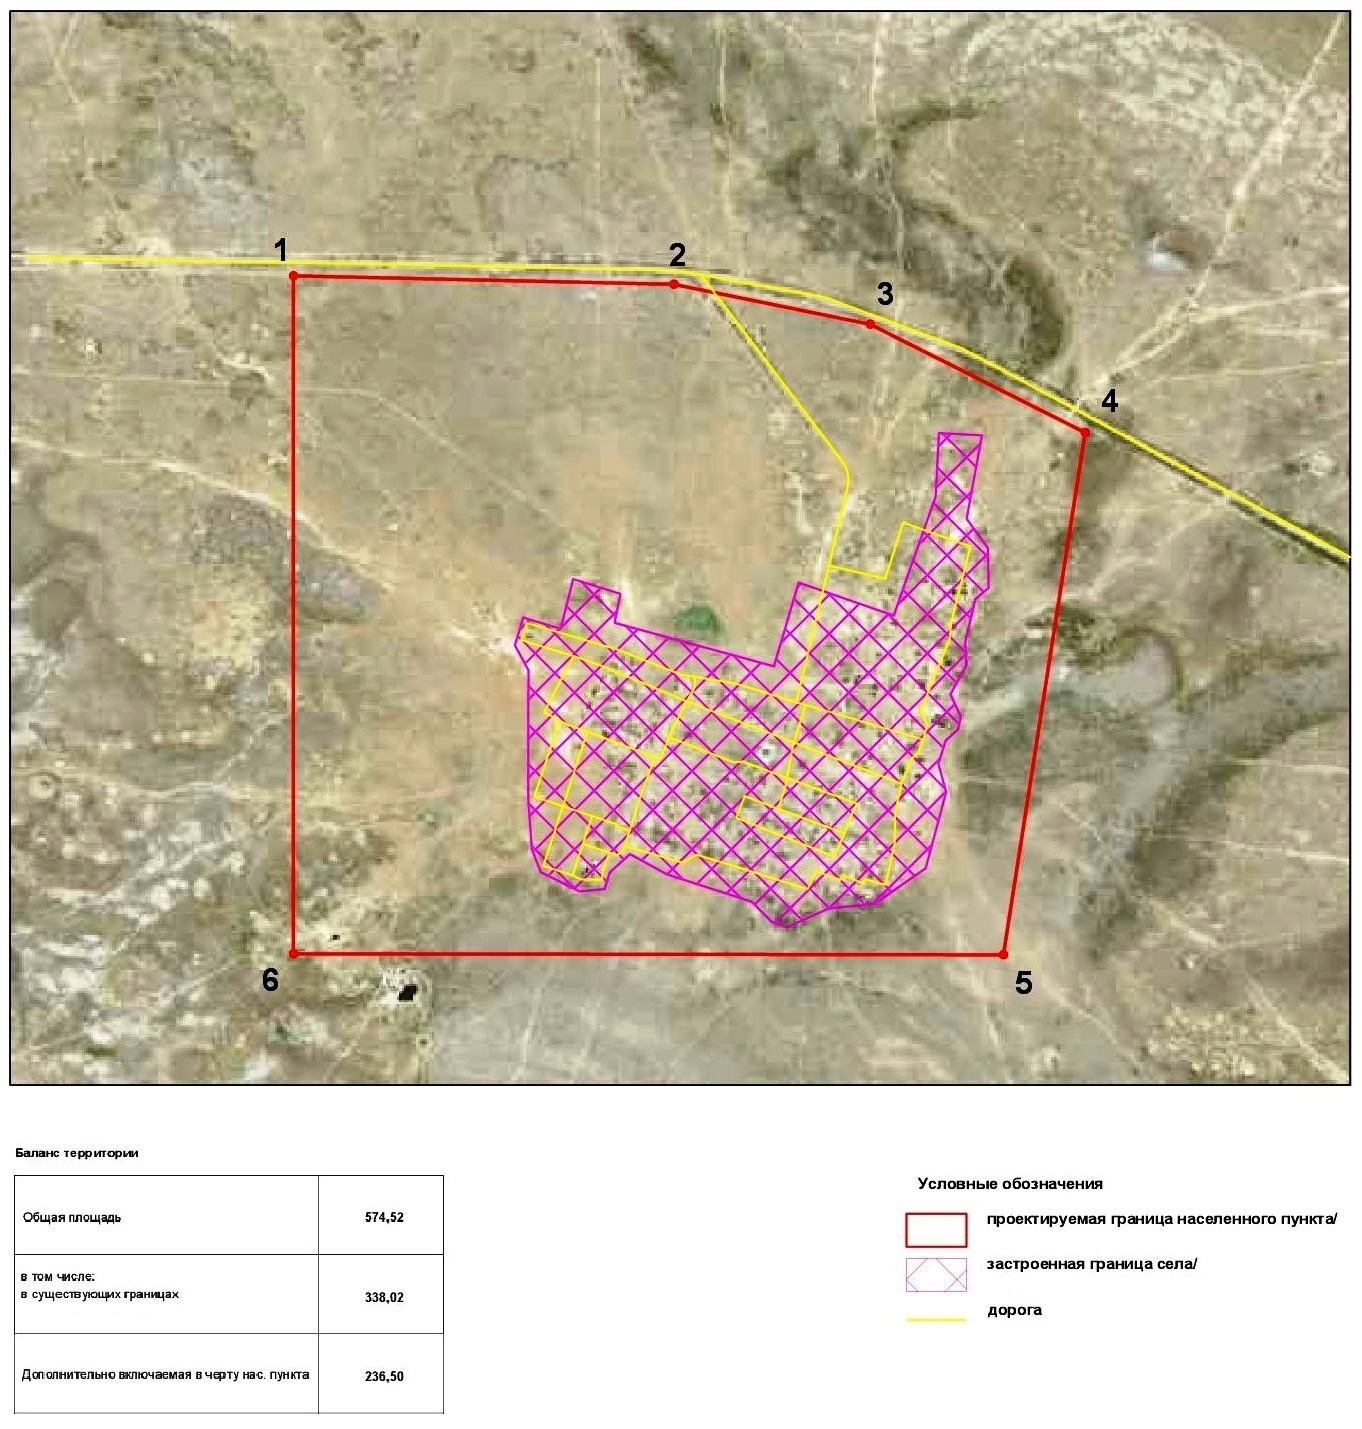 1
2
3
4
5
6
Баланс территории
Общая площадь 574,52
в том числе:
в существующих границах 338,02
Дополнительно включаемая в черту нас. пункта 236,50
Условные обозначения
проектируемая граница населенного пункта/
застроенная граница села/
дорога